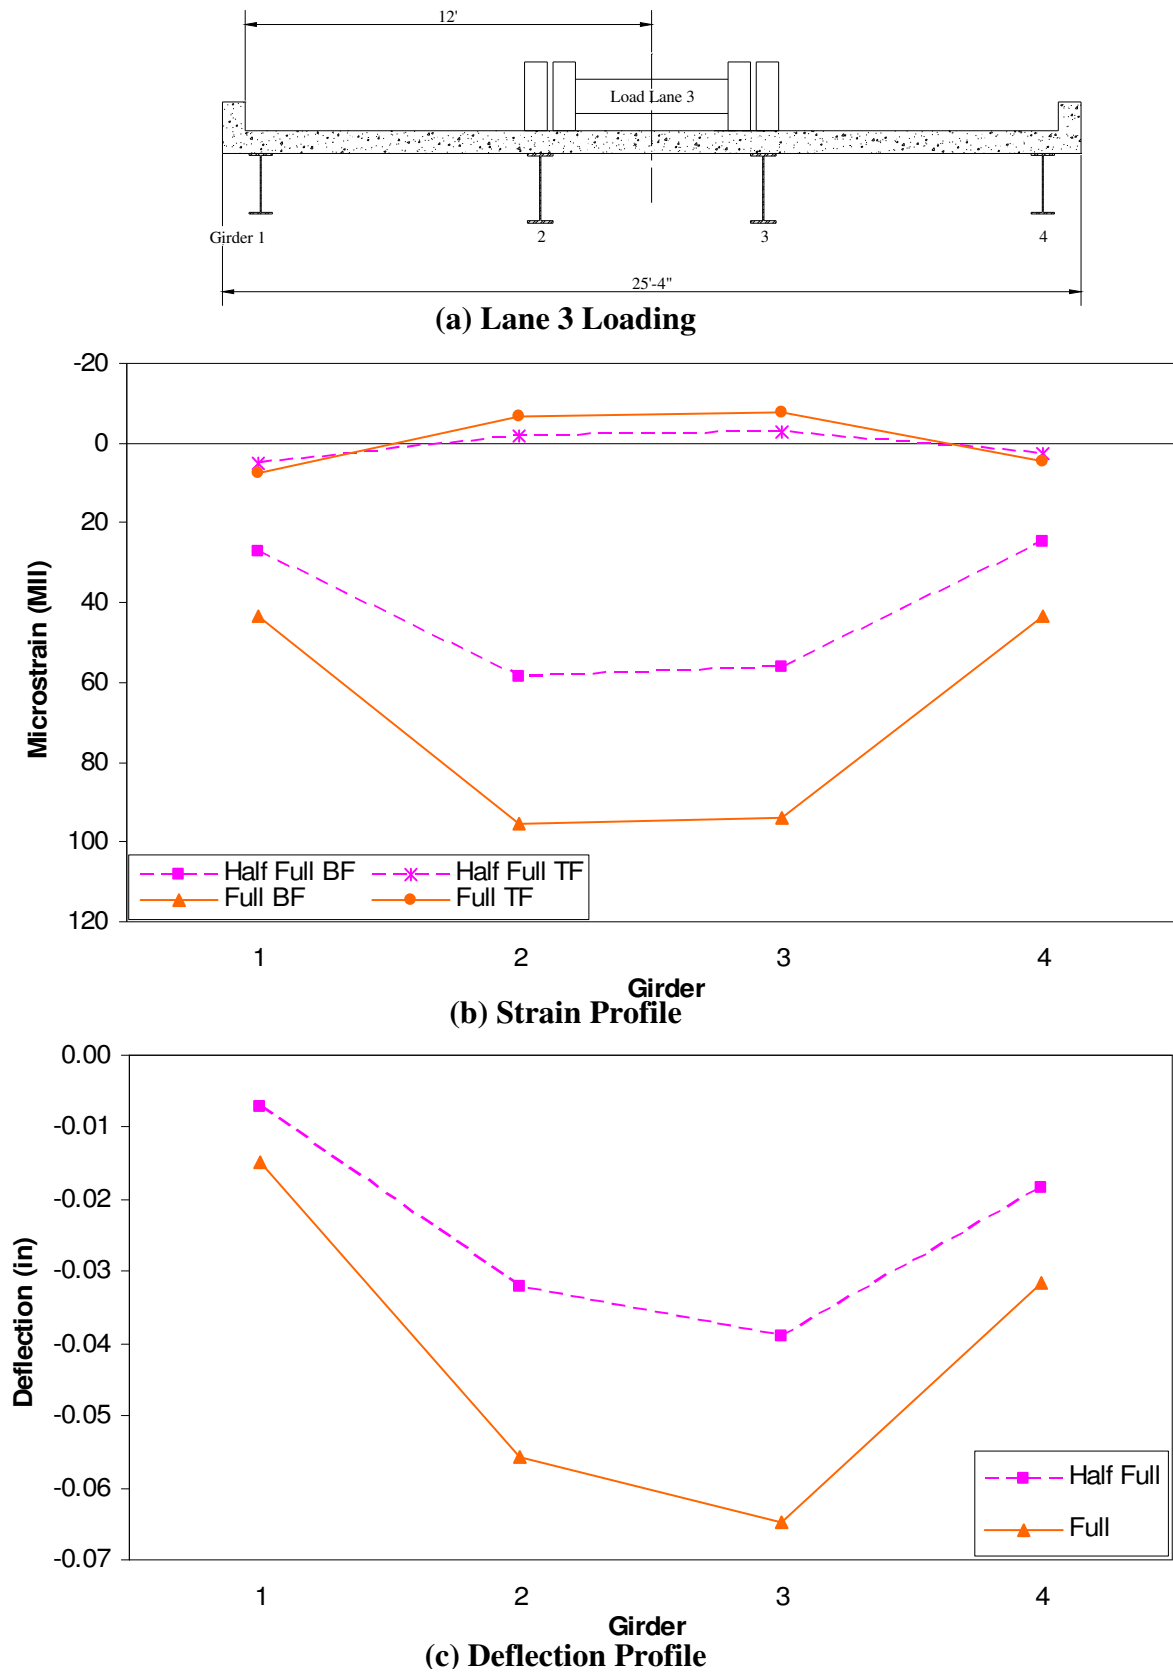 12'
Load Lane 3
Girder 1
2
3
4
25'-4"
(a) Lane 3 Loading
-20
0
20
40
60
80
100
120
Microstrain (MII)
Half Full BF
Half Full TF
Full BF
Full TF
1
2
3
4
Girder
(b) Strain Profile
0.00
-0.01
-0.02
-0.03
-0.04
-0.05
-0.06
-0.07
Deflection (in)
Half Full
Full
1
2
3
4
Girder
(c) Deflection Profile